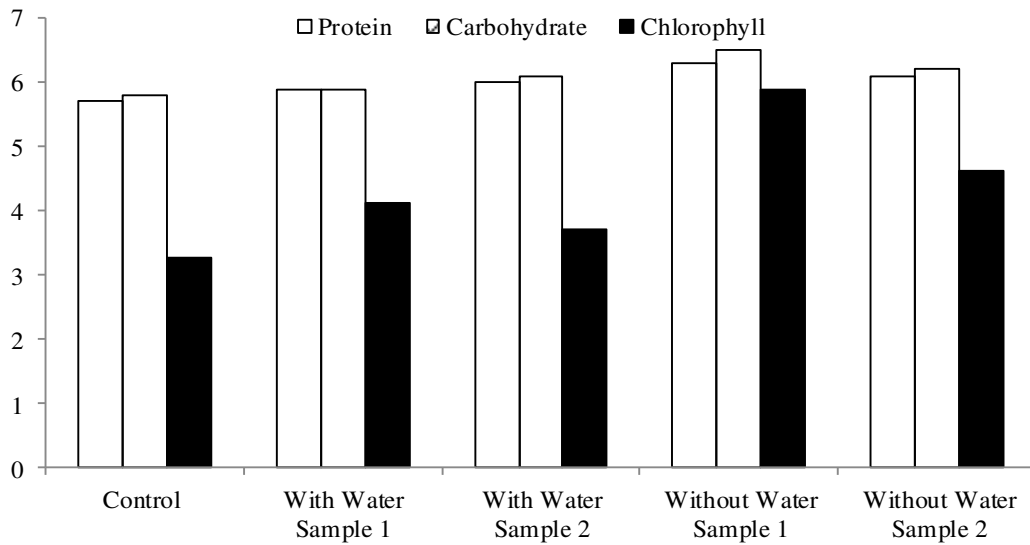 7
Protein Carbohydrate Chlorophyll
6
5
4
3
2
1
0
Control
With Water
Sample 1
With Water
Sample 2
Without Water
Sample 1
Without Water
Sample 2